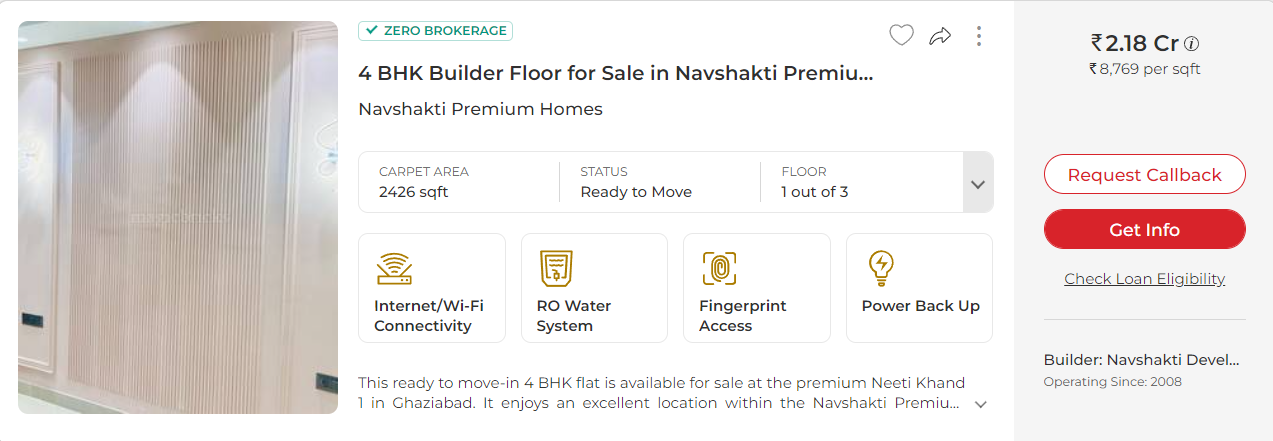 ZERO BROKERAGE
4 BHK Builder Floor for Sale in Navshakti Premiu...
Navshakti Premium Homes
CARPET AREA
2426 sqft
STATUS
Ready to Move
FLOOR
1 out of 3
Internet/Wi-Fi
Connectivity
RO Water
System
Fingerprint
Access
Power Back Up
This ready to move-in 4 BHK flat is available for sale at the premium Neeti Khand
1 in Ghaziabad. It enjoys an excellent location within the Navshakti Premiu...
₹2.18 Cr
₹8,769 per sqft
Request Callback
Get Info
Check Loan Eligibility
Builder: Navshakti Devel...
Operating Since: 2008